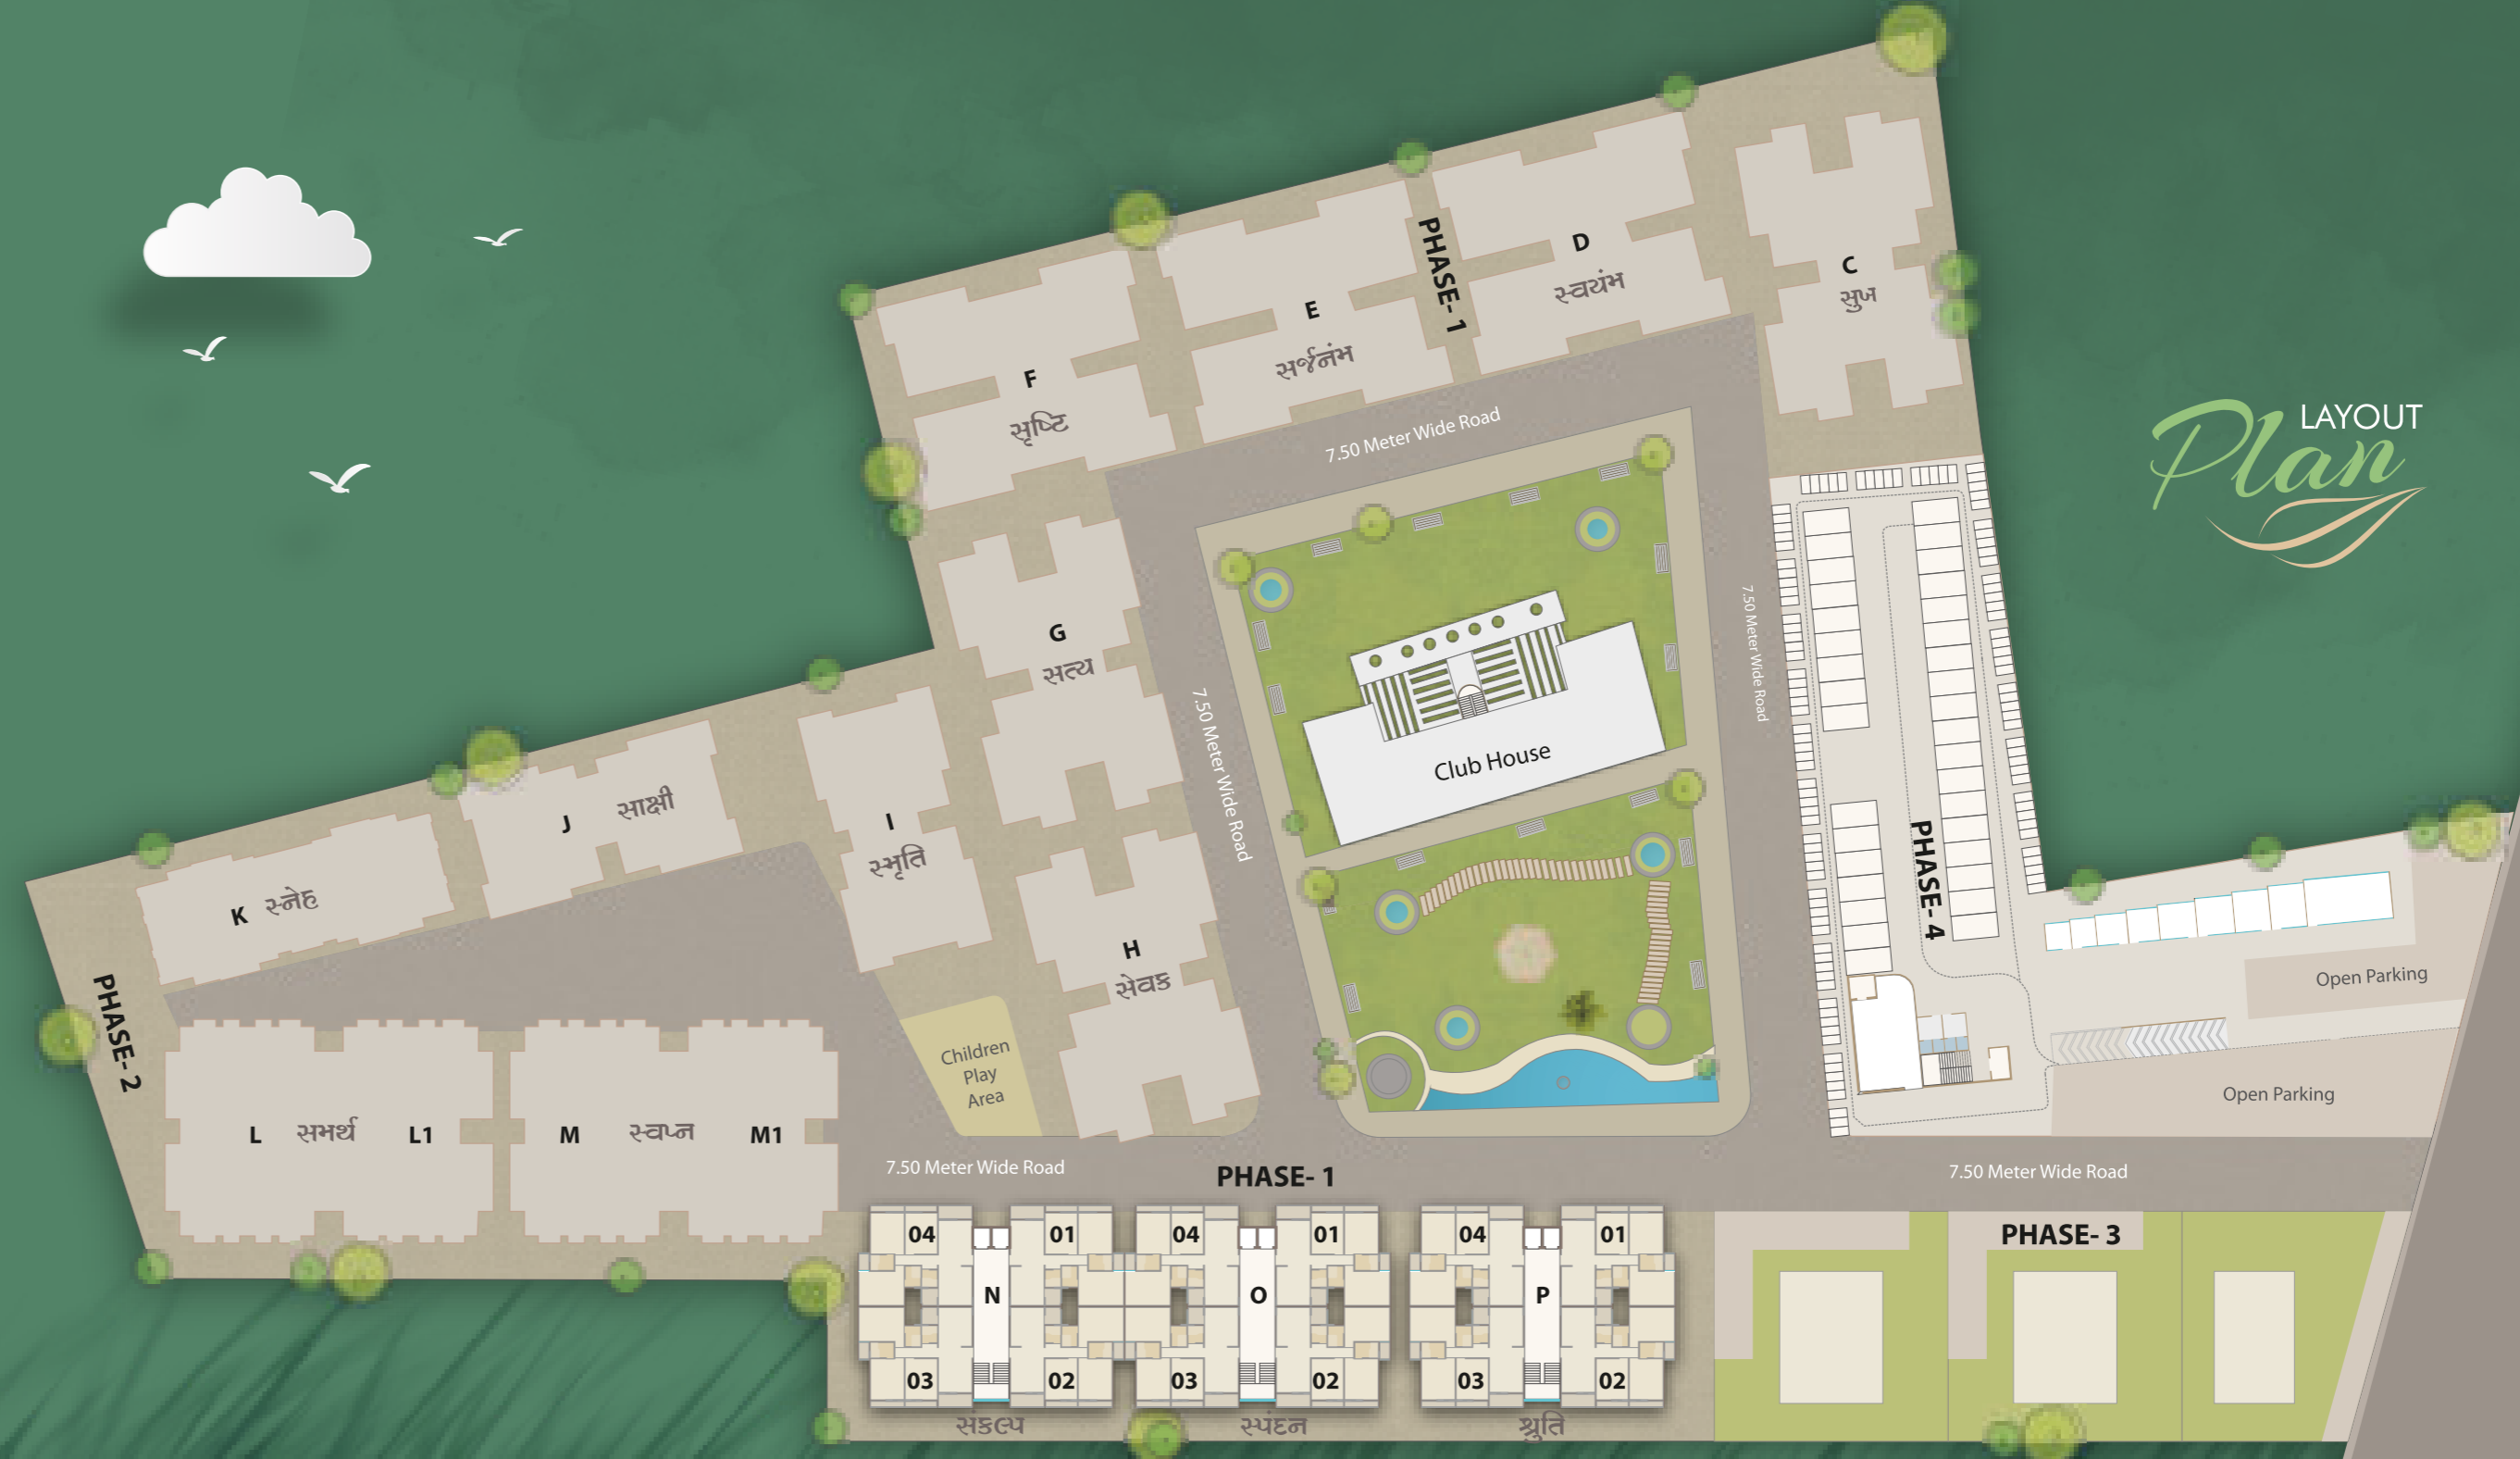 LAYOUT
Plan
C
સુખ
D
સ્વયંમ
PHASE- 1
E
સર્જનંમ
F
સૃષ્ટિ
7.50 Meter Wide Road
G
સત્ય
7.50 Meter Wide Road
7.50 Meter Wide Road
Club House
I
સ્મૃતિ
J
સાક્ષી
K
સ્નેહ
H
સેવક
PHASE- 4
Open Parking
Open Parking
PHASE- 2
Children
Play
Area
L
સમર્થ
L1
M
સ્વપ્ન
M1
7.50 Meter Wide Road
PHASE- 1
7.50 Meter Wide Road
04
01
04
01
04
01
PHASE- 3
N
O
P
03
02
03
02
03
02
સંકલ્પ
સ્પંદન
શ્રુતિ